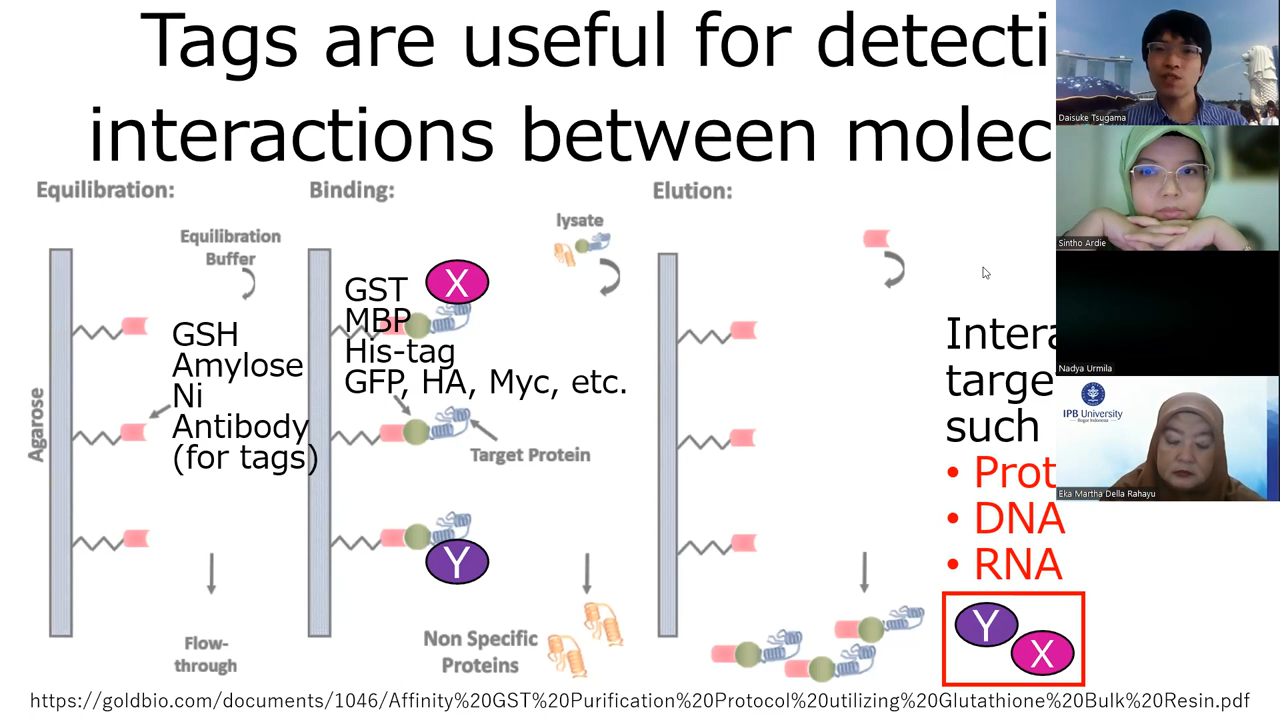 Tags are useful for detecti
interactions between molec
Equilibration:
Binding:
Elution:
Equilibration
Buffer
lysate
GSH
Amylose
Ni
Antibody
(for tags)
Agarose
GST
MBP
His-tag
GFP, HA, Myc, etc.
X
Target Protein
Y
Flow-
through
Non Specific
Proteins
Intera
targe
such
• Prot
• DNA
• RNA
Y
X
https://goldbio.com/documents/1046/Affinity%20GST%20Purification%20Protocol%20utilizing%20Glutathione%20Bulk%20Resin.pdf
Daisuke Tsugama
Sintho Ardie
Nadya Urmila
IPB University
Bogor Indonesia
Eka Martha Della Rahayu